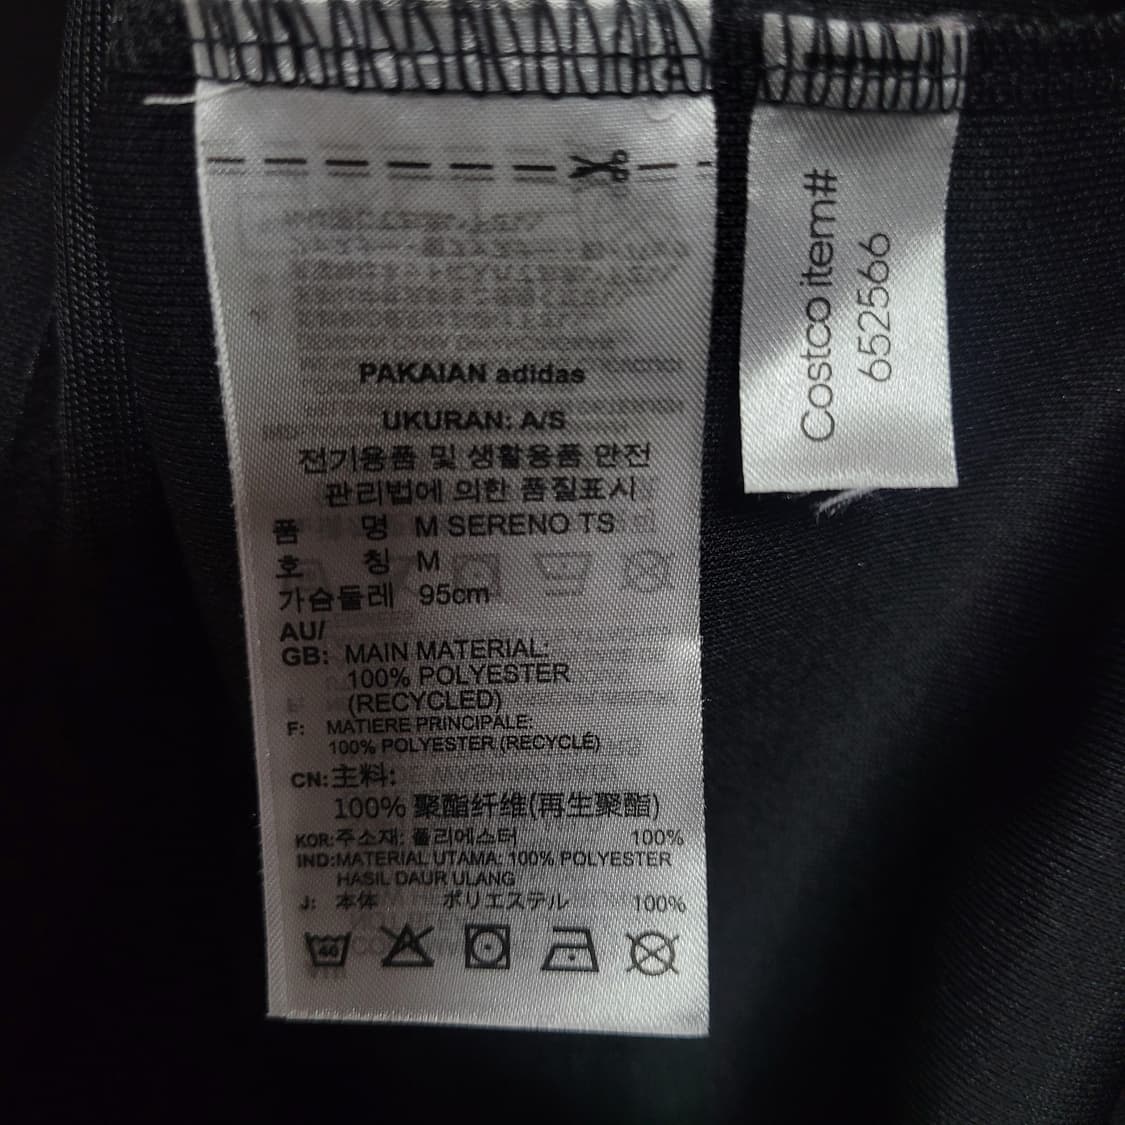 PAKAIAN adidas
UKURAN: A/S
전기용품 및 생활용품 안전
관리법에 의한 품질표시
품 명 M SERENO TS
호 칭 M
가슴둘레 95cm
AU/
GB: MAIN MATERIAL:
100% POLYESTER
(RECYCLED)
F: MATIERE PRINCIPALE:
100% POLYESTER (RECYCLÉ)
CN: 主料:
100% 聚酯纤维(再生聚酯)
KOR: 주소재: 폴리에스터 100%
IND: MATERIAL UTAMA: 100% POLYESTER
HASIL DAUR ULANG
J: 本体 ポリエステル 100%
40
Costco item#
652566